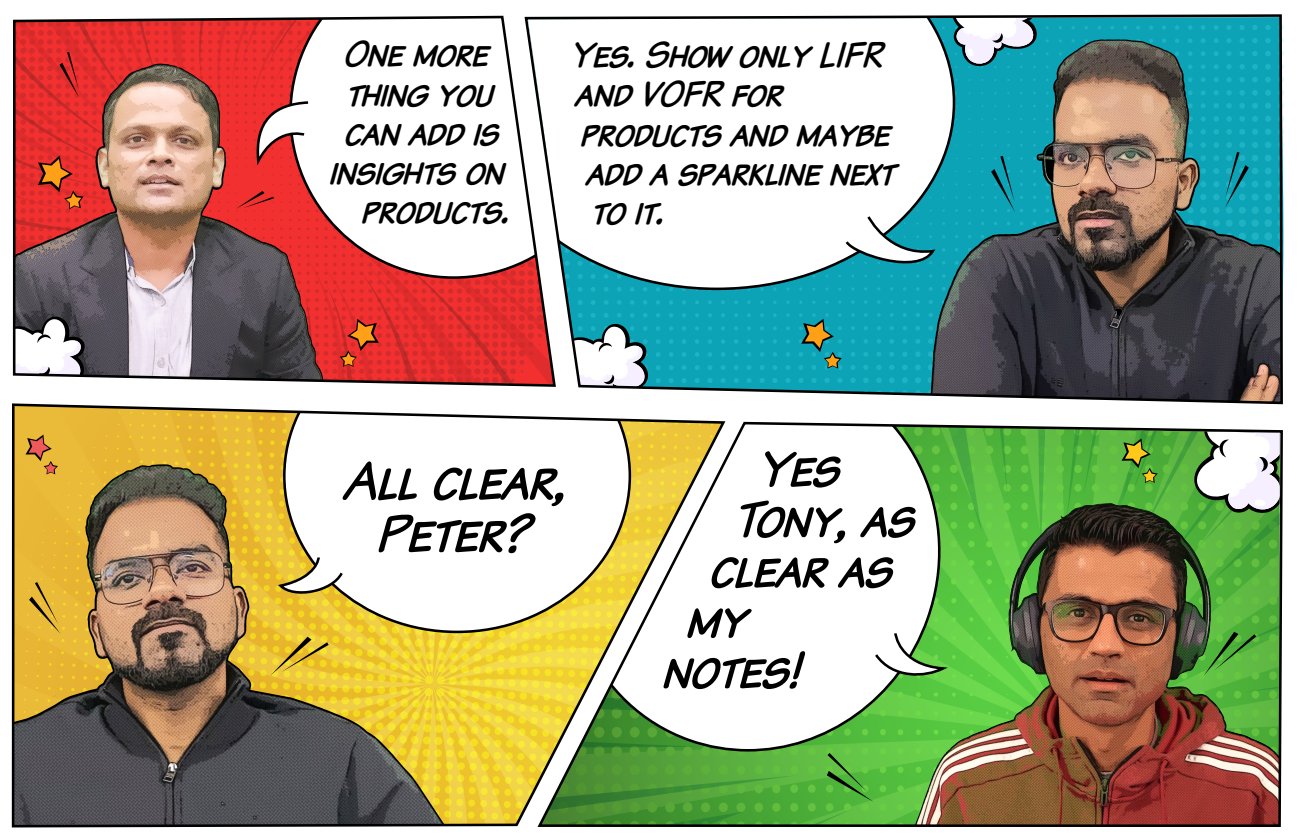 One more
thing you
can add is
insights on
products.
Yes. Show only LIFR
and VOFR for
products and maybe
add a sparkline next
to it.
All clear,
Peter?
Yes
Tony, as
clear as
my
notes!